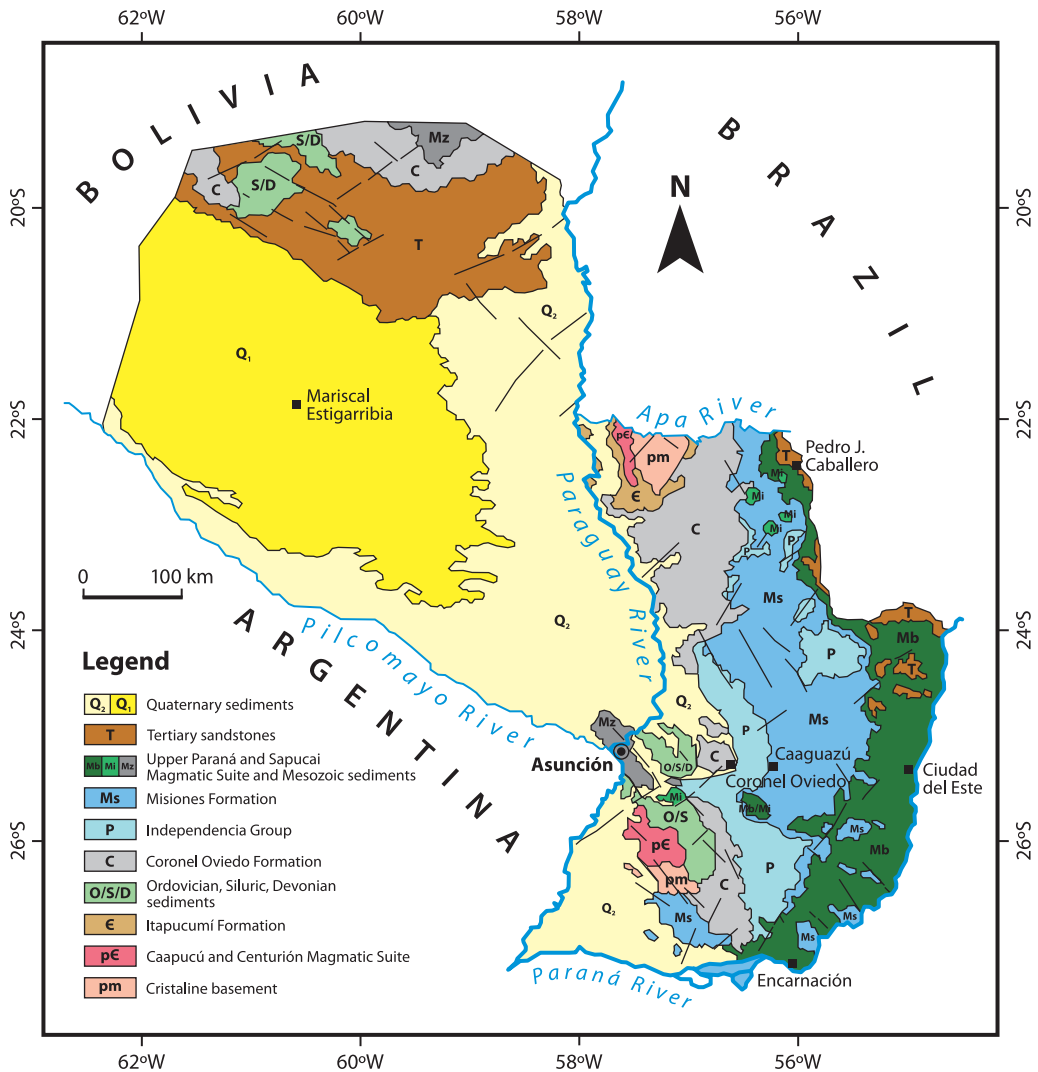 62ºW 60ºW 58ºW 56ºW
BOLIVIA
BRAZIL
N
20ºS 20ºS
22ºS 22ºS
24ºS 24ºS
26ºS 26ºS
S/D
Mz
C
C
S/D
T
Q₂
Q₁
Mariscal
Estigarribia
Apa River
Pedro J.
Caballero
T
pЄ
pm
Є
Mi
Mi
Mi
Mi
P
P
C
Paraguay River
0 100 km
Ms
ARGENTINA
Pilcomayo River
Q₂
T
Mb
P
T
Q₂
Ms
Mz
P
Asunción
O/S/D
C
Caaguazú
Coronel Oviedo
Ciudad
del Este
Mi
Mb/Mi
O/S
Ms
Mb
pЄ
P
pm
C
Q₂
Ms
Ms
Ms
Paraná River
Encarnación
Legend
Q₂ Q₁ Quaternary sediments
T Tertiary sandstones
Mb Mi Mz Upper Paraná and Sapucai
Magmatic Suite and Mesozoic sediments
Ms Misiones Formation
P Independencia Group
C Coronel Oviedo Formation
O/S/D Ordovician, Siluric, Devonian
sediments
Є Itapucumí Formation
pЄ Caapucú and Centurión Magmatic Suite
pm Cristaline basement
62ºW 60ºW 58ºW 56ºW